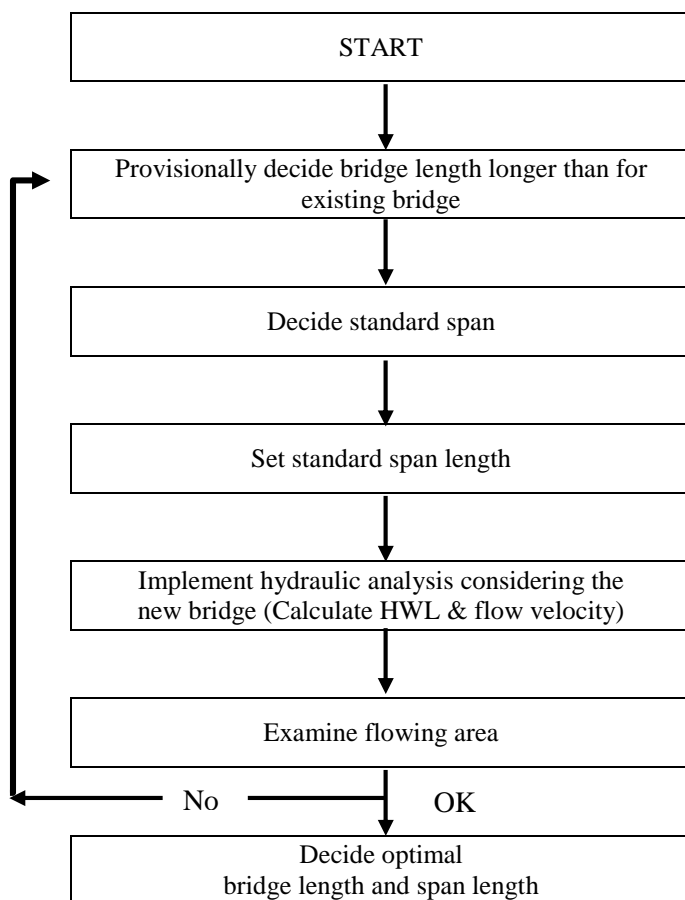 START
Provisionally decide bridge length longer than for
existing bridge
Decide standard span
Set standard span length
Implement hydraulic analysis considering the
new bridge (Calculate HWL & flow velocity)
Examine flowing area
No
OK
Decide optimal
bridge length and span length